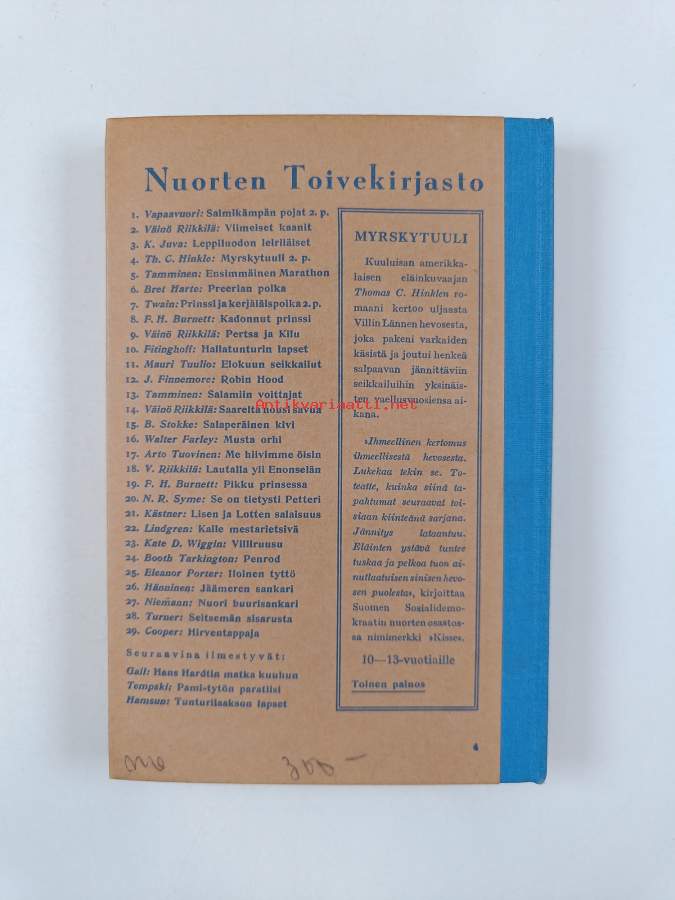 Nuorten Toivekirjasto
1. Vapaavuori: Salmikämpän pojat 2. p.
2. Väinö Riikkilä: Viimeiset kaanit
3. K. Juva: Leppiluodon leiriläiset
4. Th. C. Hinkle: Myrskytuuli 2. p.
5. Tamminen: Ensimmäinen Marathon
6. Bret Harte: Preerian poika
7. Twain: Prinssi ja kerjäläispoika 2. p.
8. F. H. Burnett: Kadonnut prinssi
9. Väinö Riikkilä: Pertsa ja Kilu
10. Fitinghoff: Hallatunturin lapset
11. Mauri Tuulio: Elokuun seikkailut
12. J. Finnemore: Robin Hood
13. Tamminen: Salamiin voittajat
14. Väinö Riikkilä: Saarelta nousi savua
15. B. Stokke: Salaperäinen kivi
16. Walter Farley: Musta orhi
17. Arto Tuovinen: Me hiivimme öisin
18. V. Riikkilä: Lautalla yli Enonselän
19. F. H. Burnett: Pikku prinsessa
20. N. R. Syme: Se on tietysti Petteri
21. Kästner: Lisen ja Lotten salaisuus
22. Lindgren: Kalle mestarietsivä
23. Kate D. Wiggin: Villiruusu
24. Booth Tarkington: Penrod
25. Eleanor Porter: Iloinen tyttö
26. Hänninen: Jäämeren sankari
27. Niemann: Nuori buurisankari
28. Turner: Seitsemän sisarusta
29. Cooper: Hirventappaja
Seuraavina ilmestyvät:
Gail: Hans Hardtin matka kuuhun
Tempski: Pami-tytön paratiisi
Hamsun: Tunturilaakson lapset
MYRSKYTUULI
Kuuluisan amerikka-
laisen eläinkuvaajan
Thomas C. Hinklen ro-
maani kertoo uljaasta
Villin Lännen hevosesta,
joka pakeni varkaiden
käsistä ja joutui henkeä
salpaavan jännittäviin
seikkailuihin yksinäis-
ten vaellusvuosiensa ai-
kana.
»Ihmeellinen kertomus
ihmeellisestä hevosesta.
Lukekaa tekin se. To-
teatte, kuinka siinä ta-
pahtumat seuraavat toi-
siaan kiinteänä sarjana.
Jännitys lataantuu.
Eläinten ystävä tuntee
tuskaa ja pelkoa tuon ai-
nutlaatuisen sinisen hevo-
sen puolesta», kirjoittaa
Suomen Sosialidemo-
kraatin nuorten osastos-
sa nimimerkki »Kisse».
10—13-vuotiaille
Toinen painos
4
300 –
Antikvariaatti.net